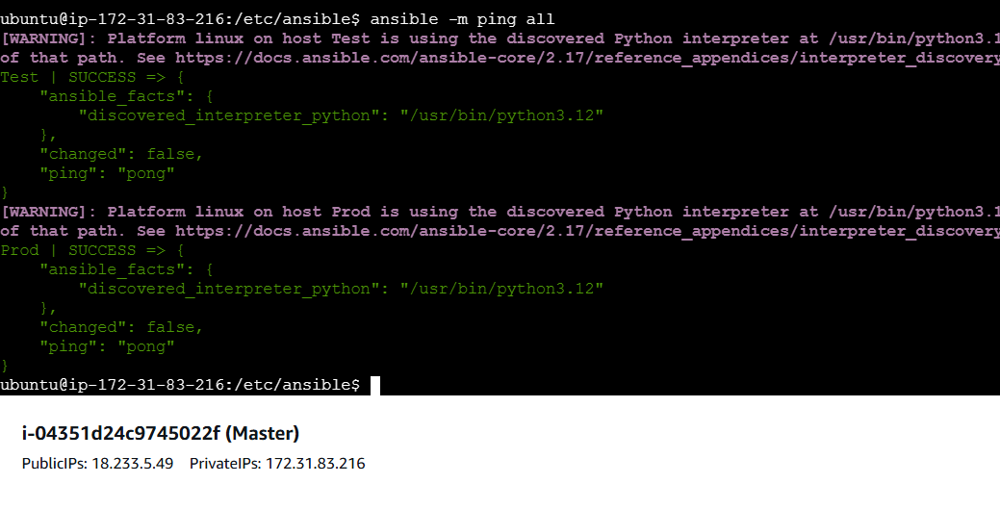 ubuntu@ip-172-31-83-216:/etc/ansible$ ansible -m ping all
[WARNING]: Platform linux on host Test is using the discovered Python interpreter at /usr/bin/python3.1
of that path. See https://docs.ansible.com/ansible-core/2.17/reference_appendices/interpreter_discovery
Test | SUCCESS => {
    "ansible_facts": {
        "discovered_interpreter_python": "/usr/bin/python3.12"
    },
    "changed": false,
    "ping": "pong"
}
[WARNING]: Platform linux on host Prod is using the discovered Python interpreter at /usr/bin/python3.1
of that path. See https://docs.ansible.com/ansible-core/2.17/reference_appendices/interpreter_discovery
Prod | SUCCESS => {
    "ansible_facts": {
        "discovered_interpreter_python": "/usr/bin/python3.12"
    },
    "changed": false,
    "ping": "pong"
}
ubuntu@ip-172-31-83-216:/etc/ansible$
i-04351d24c9745022f (Master)
PublicIPs: 18.233.5.49 PrivateIPs: 172.31.83.216